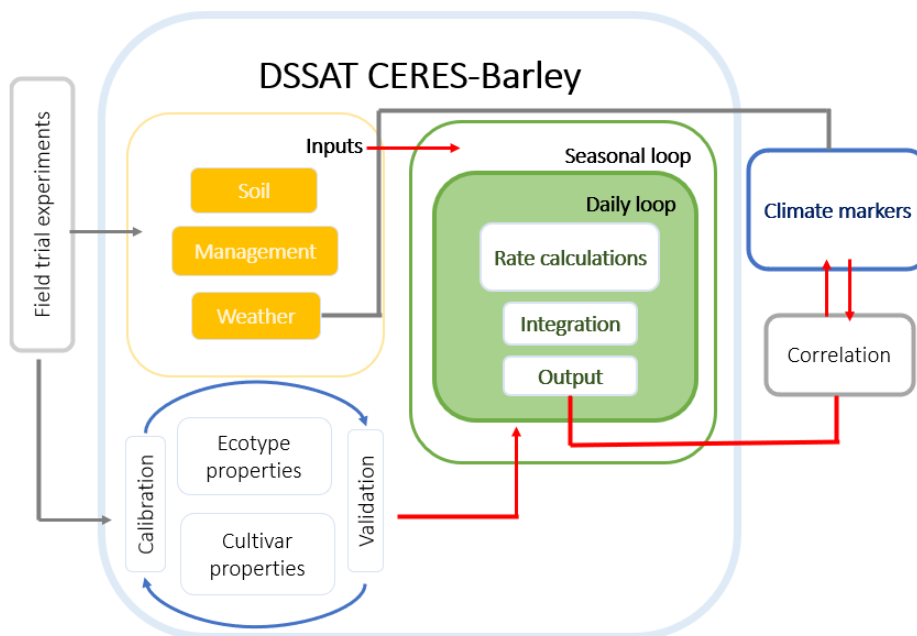 DSSAT CERES-Barley
Field trial experiments
Inputs
Soil
Management
Weather
Seasonal loop
Daily loop
Rate calculations
Integration
Output
Climate markers
Correlation
Calibration
Ecotype
properties
Cultivar
properties
Validation